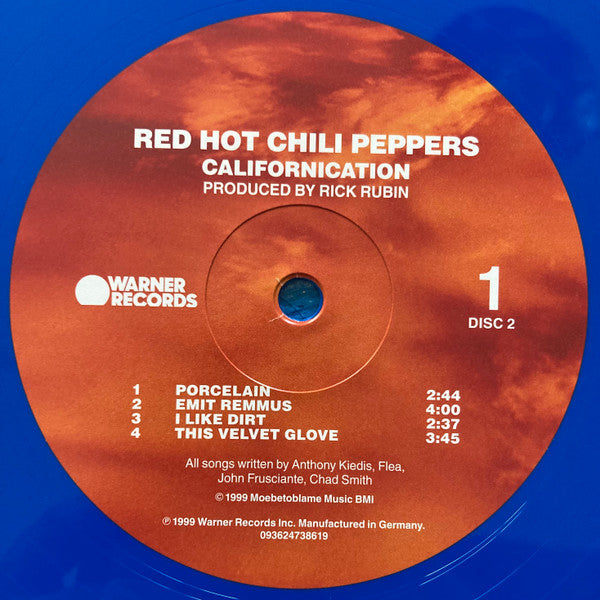 RED HOT CHILI PEPPERS
CALIFORNICATION
PRODUCED BY RICK RUBIN
WARNER
RECORDS
1
DISC 2
1 PORCELAIN 2:44
2 EMIT REMMUS 4:00
3 I LIKE DIRT 2:37
4 THIS VELVET GLOVE 3:45
All songs written by Anthony Kiedis, Flea,
John Frusciante, Chad Smith
© 1999 Moebetoblame Music BMI
℗ 1999 Warner Records Inc. Manufactured in Germany.
093624738619